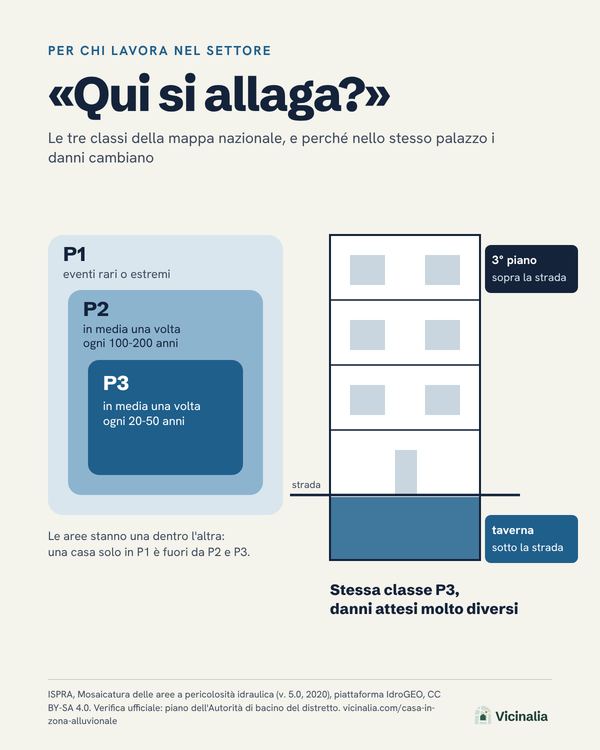 PER CHI LAVORA NEL SETTORE
«Qui si allaga?»
Le tre classi della mappa nazionale, e perché nello stesso palazzo i
danni cambiano
P1
eventi rari o estremi
P2
in media una volta
ogni 100-200 anni
P3
in media una volta
ogni 20-50 anni
Le aree stanno una dentro l'altra:
una casa solo in P1 è fuori da P2 e P3.
3° piano
sopra la strada
strada
taverna
sotto la strada
Stessa classe P3,
danni attesi molto diversi
ISPRA, Mosaicatura delle aree a pericolosità idraulica (v. 5.0, 2020), piattaforma IdroGEO, CC
BY-SA 4.0. Verifica ufficiale: piano dell'Autorità di bacino del distretto. vicinalia.com/casa-in-
zona-alluvionale
Vicinalia